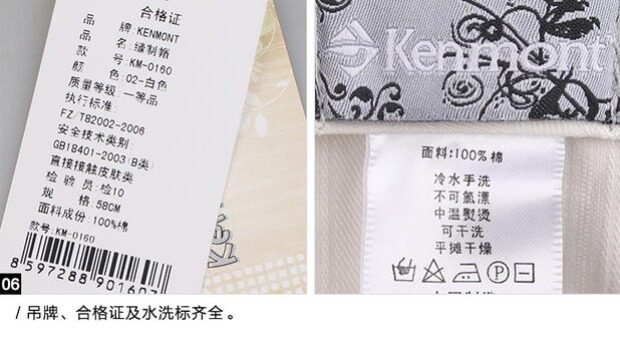 合格证
品 牌:KENMONT
品 名:缝制帽
款 号:KM-0160
颜 色:02-白色
质量等级:一等品
执行标准:
FZ/T82002-2006
安全技术类别:
GB18401-2003(B类)
直接接触皮肤类
检 验 员:检10
规 格:58CM
面料成份:100%棉
款号:KM-0160
8 597288 90160
Kenmont
面料:100%棉
冷水手洗
不可氯漂
中温熨烫
可干洗
平摊干燥
P
06
/ 吊牌、合格证及水洗标齐全。